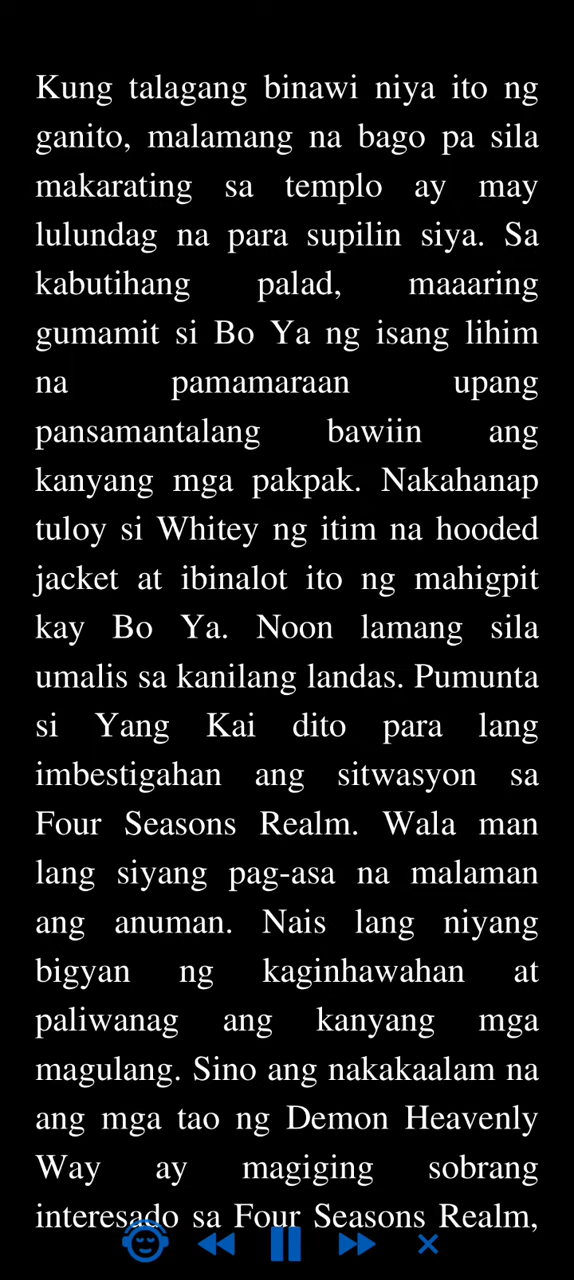 Kung talagang binawi niya ito ng
ganito, malamang na bago pa sila
makarating sa templo ay may
lulundag na para supilin siya. Sa
kabutihang palad, maaaring
gumamit si Bo Ya ng isang lihim
na pamamaraan upang
pansamantalang bawiin ang
kanyang mga pakpak. Nakahanap
tuloy si Whitey ng itim na hooded
jacket at ibinalot ito ng mahigpit
kay Bo Ya. Noon lamang sila
umalis sa kanilang landas. Pumunta
si Yang Kai dito para lang
imbestigahan ang sitwasyon sa
Four Seasons Realm. Wala man
lang siyang pag-asa na malaman
ang anuman. Nais lang niyang
bigyan ng kaginhawahan at
paliwanag ang kanyang mga
magulang. Sino ang nakakaalam na
ang mga tao ng Demon Heavenly
Way ay magiging sobrang
interesado sa Four Seasons Realm,